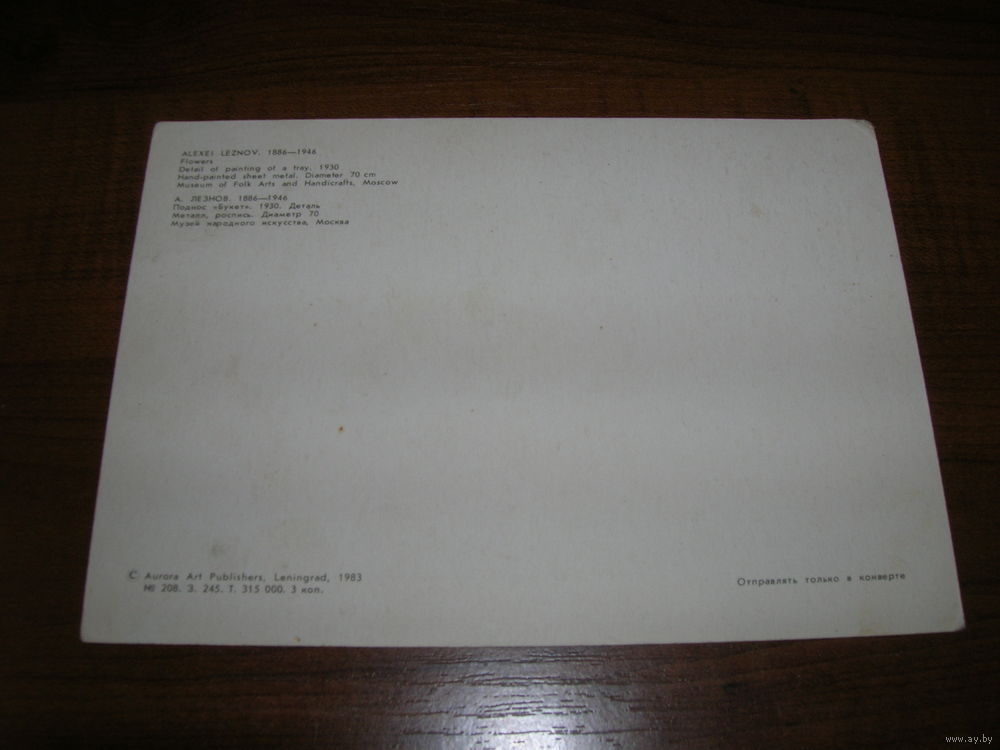 ALEXEI LEZNOV. 1886—1946
Flowers
Detail of painting of a tray. 1930
Hand-painted sheet metal. Diameter 70 cm
Museum of Folk Arts and Handicrafts, Moscow
А. ЛЕЗНОВ. 1886—1946
Поднос «Букет». 1930. Деталь
Металл, роспись. Диаметр 70
Музей народного искусства, Москва
© Aurora Art Publishers, Leningrad, 1983
№ 208. З. 245. Т. 315 000. 3 коп.
Отправлять только в конверте
www.ay.by